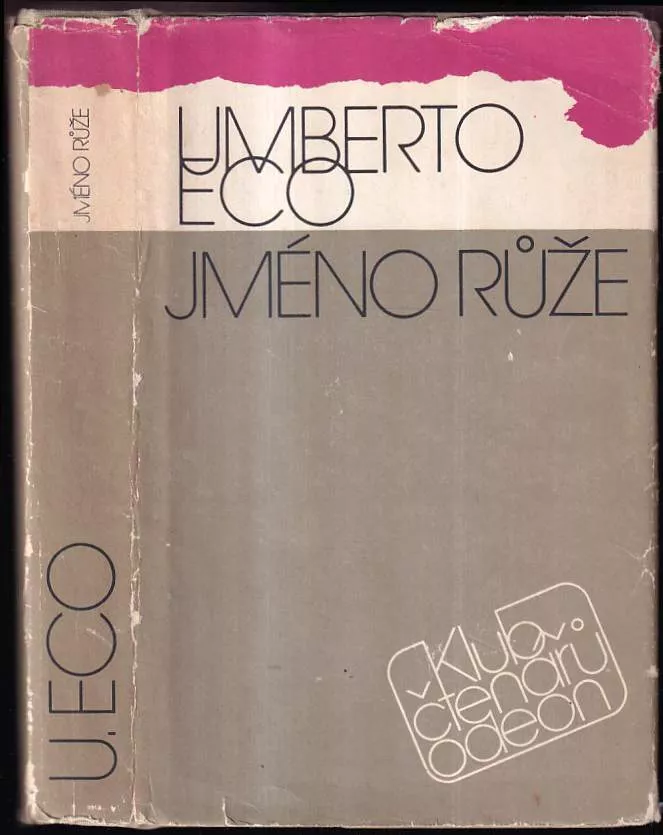 JMÉNO RŮŽE
U. ECO
UMBERTO
ECO
JMÉNO RŮŽE
Klub
čtenářů
odeon